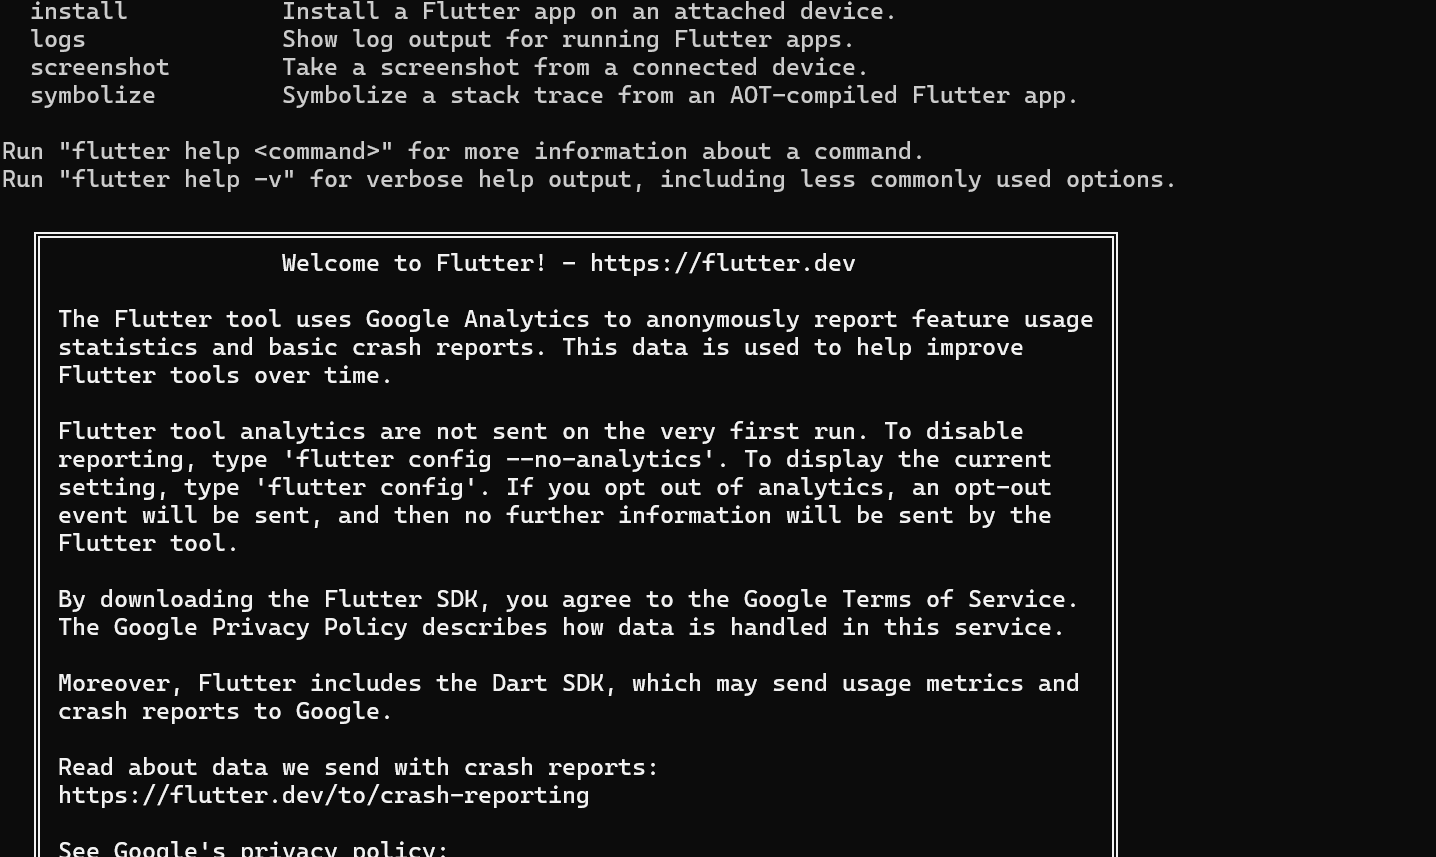 install           Install a Flutter app on an attached device.
logs              Show log output for running Flutter apps.
screenshot        Take a screenshot from a connected device.
symbolize         Symbolize a stack trace from an AOT-compiled Flutter app.
Run "flutter help <command>" for more information about a command.
Run "flutter help -v" for verbose help output, including less commonly used options.
Welcome to Flutter! - https://flutter.dev
The Flutter tool uses Google Analytics to anonymously report feature usage
statistics and basic crash reports. This data is used to help improve
Flutter tools over time.
Flutter tool analytics are not sent on the very first run. To disable
reporting, type 'flutter config --no-analytics'. To display the current
setting, type 'flutter config'. If you opt out of analytics, an opt-out
event will be sent, and then no further information will be sent by the
Flutter tool.
By downloading the Flutter SDK, you agree to the Google Terms of Service.
The Google Privacy Policy describes how data is handled in this service.
Moreover, Flutter includes the Dart SDK, which may send usage metrics and
crash reports to Google.
Read about data we send with crash reports:
https://flutter.dev/to/crash-reporting
See Google's privacy policy: